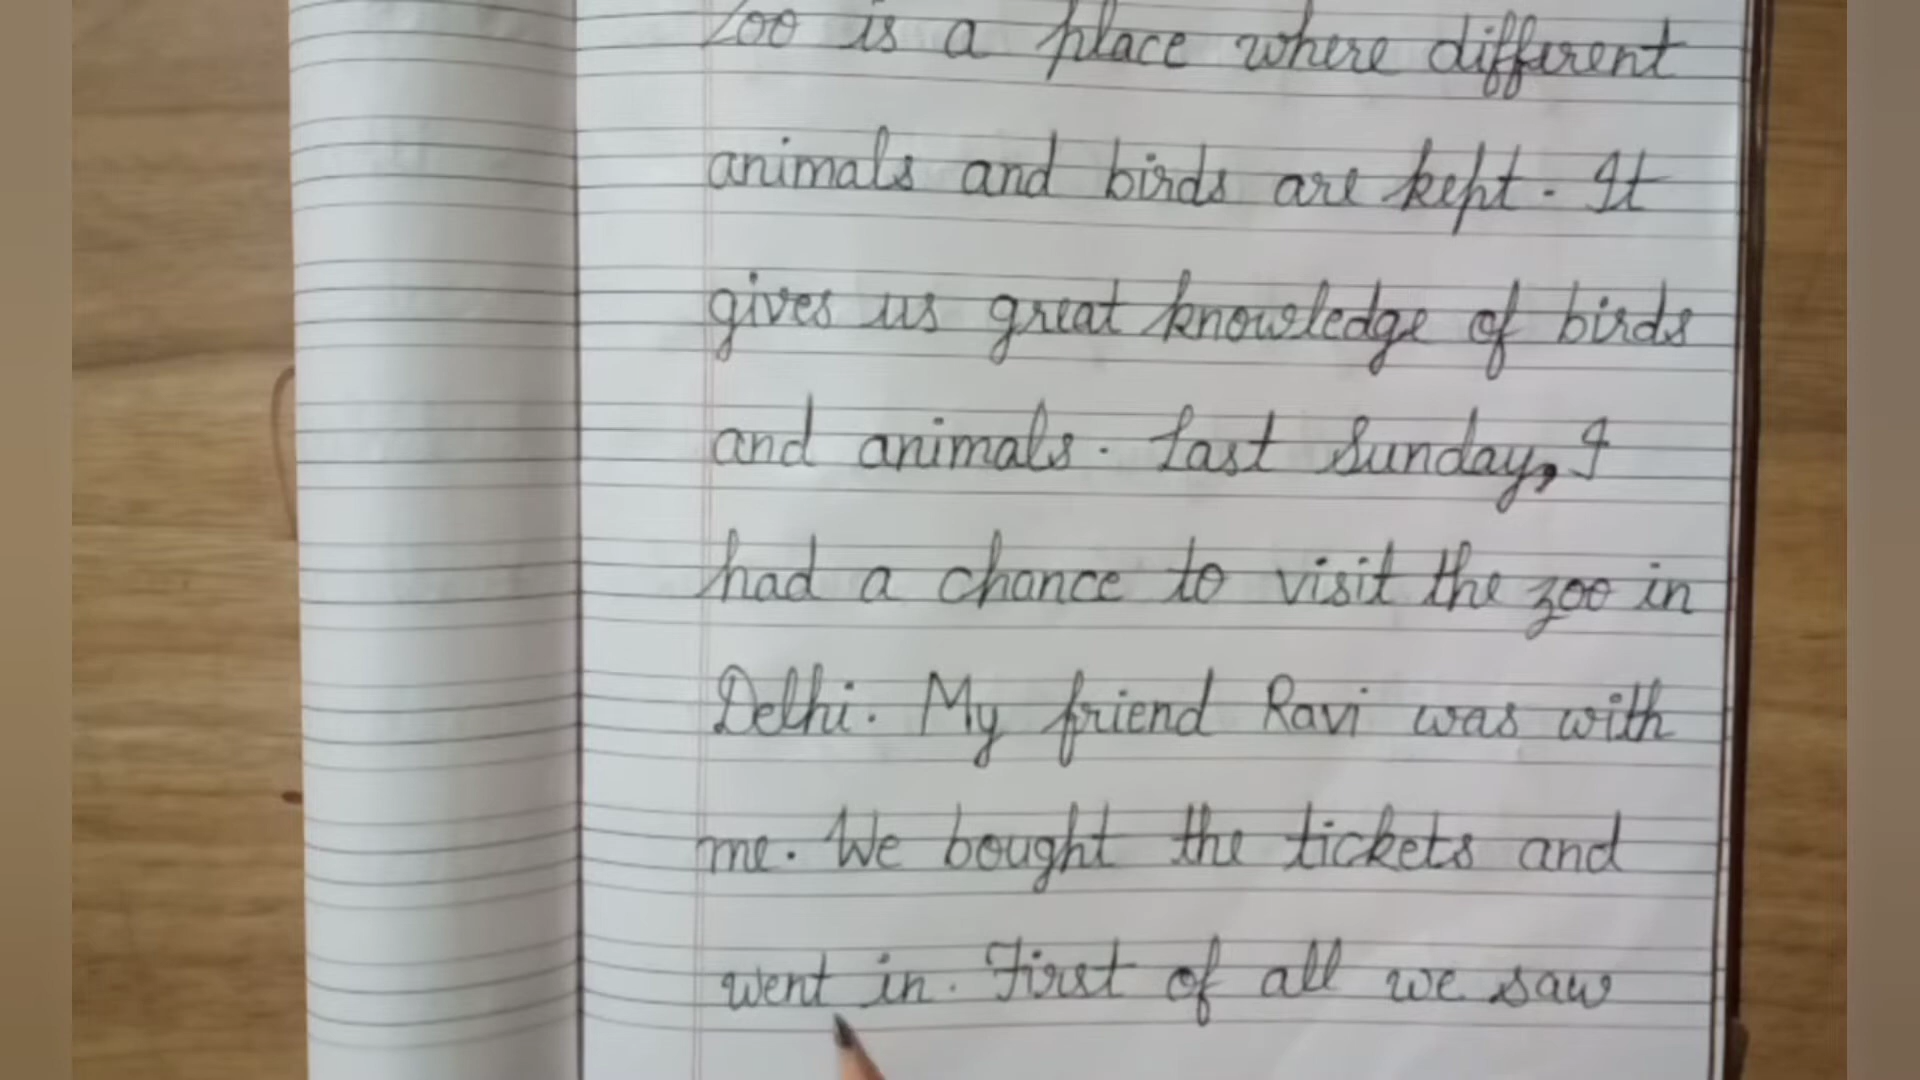 Zoo is a place where different
animals and birds are kept. It
gives us great knowledge of birds
and animals. Last Sunday, I
had a chance to visit the zoo in
Delhi. My friend Ravi was with
me. We bought the tickets and
went in. First of all we saw